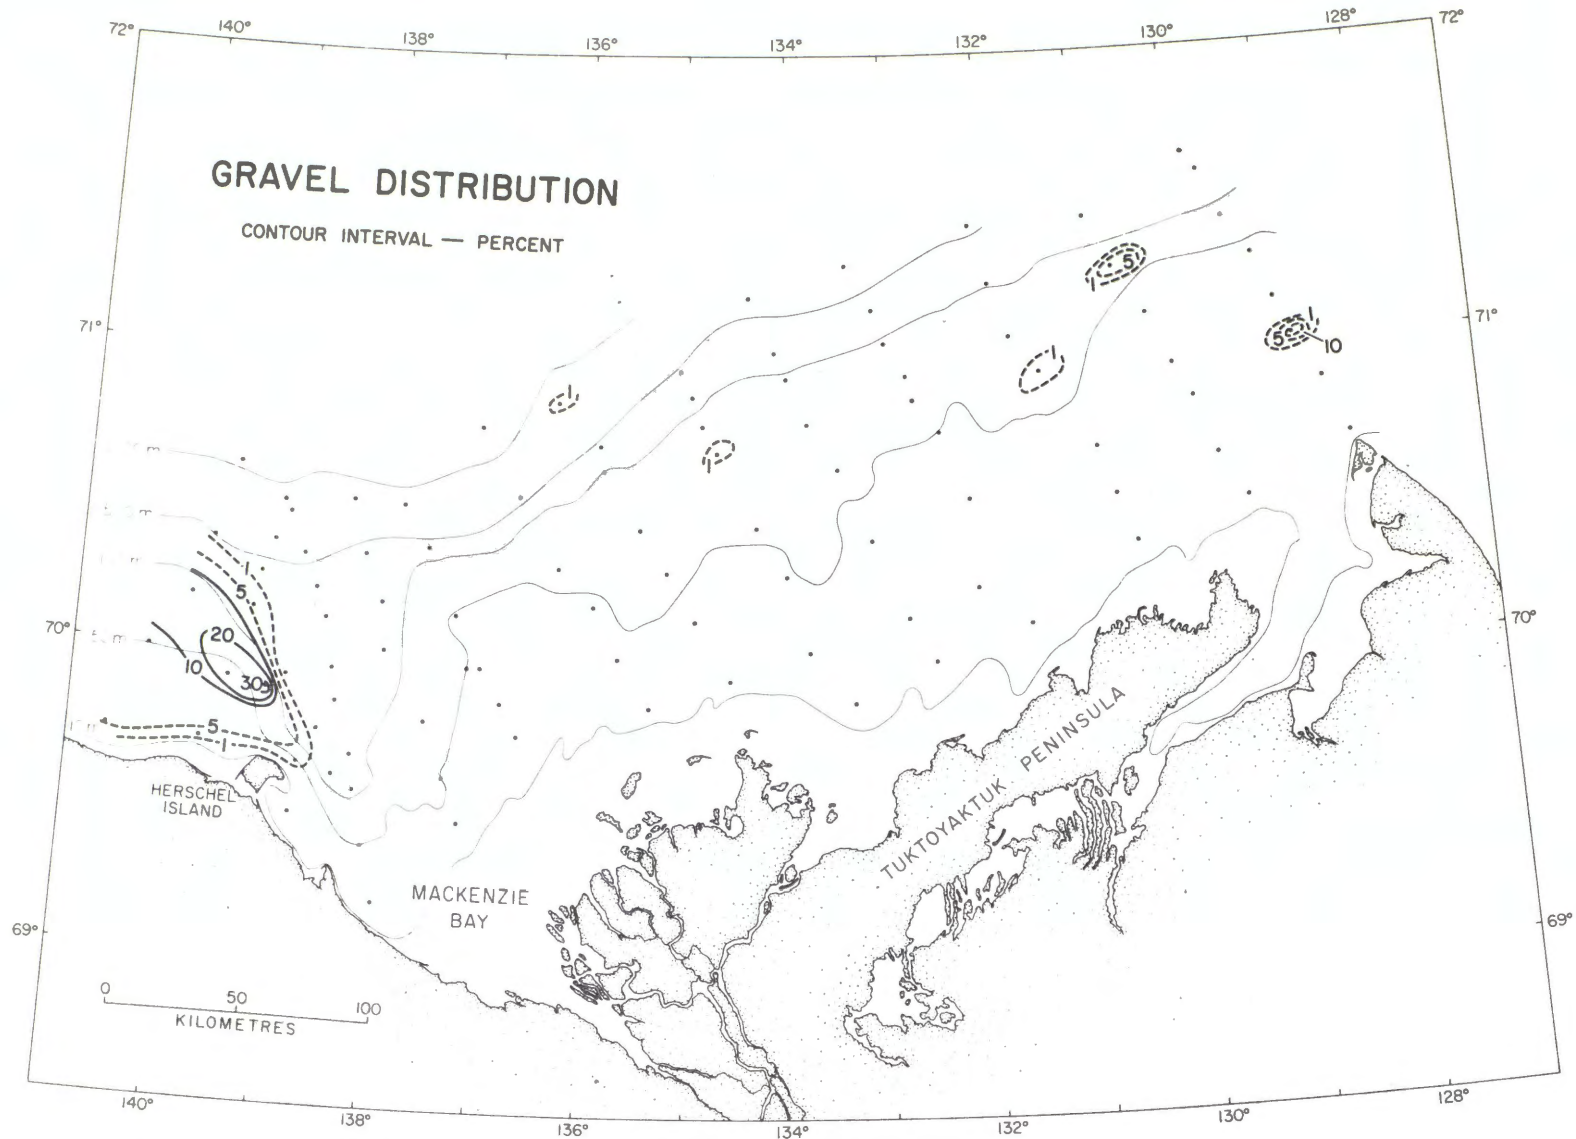 72° 140° 138° 136° 134° 132° 130° 128° 72°
GRAVEL DISTRIBUTION
CONTOUR INTERVAL — PERCENT
1
5
71°
71°
1
5
10
1
1
1
m
m
m
1
5
20
10
30
70°
70°
m
5
1
HERSCHEL
ISLAND
TUKTOYAKTUK PENINSULA
MACKENZIE
BAY
69°
69°
0 50 100
KILOMETRES
140° 138° 136° 134° 132° 130° 128°